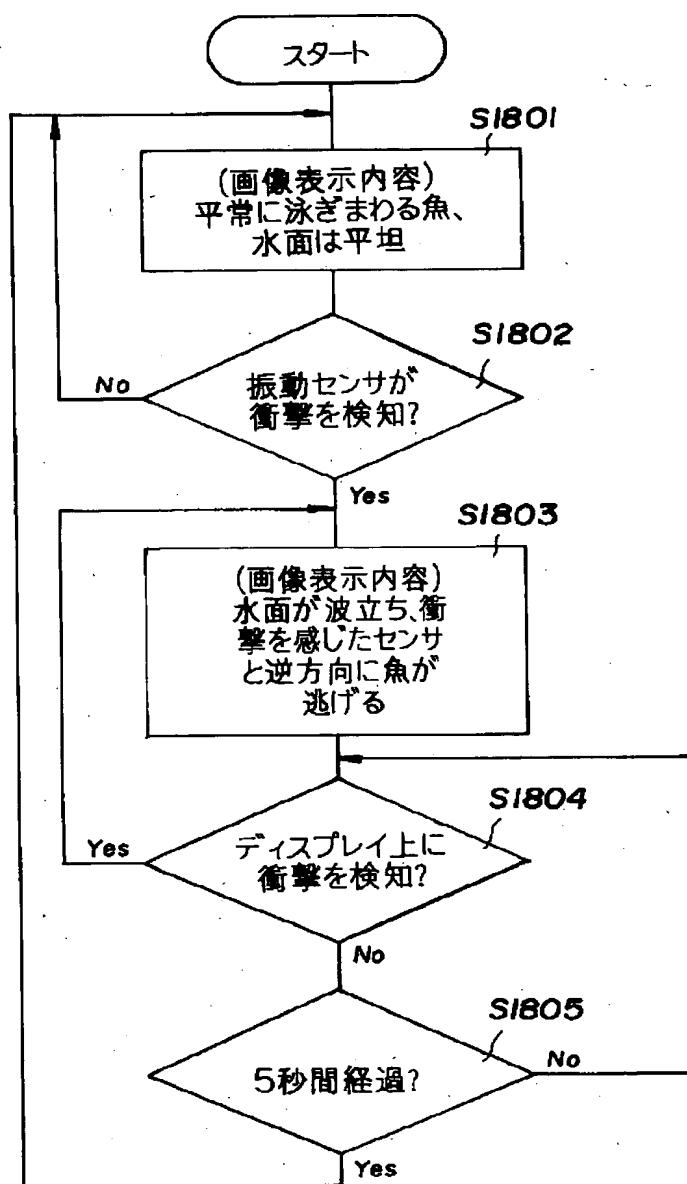 スタート
S1801
(画像表示内容)
平常に泳ぎまわる魚、
水面は平坦
S1802
No
振動センサが
衝撃を検知?
Yes
S1803
(画像表示内容)
水面が波立ち、衝
撃を感じたセンサ
と逆方向に魚が
逃げる
S1804
Yes
ディスプレイ上に
衝撃を検知?
No
S1805
5秒間経過?
No
Yes